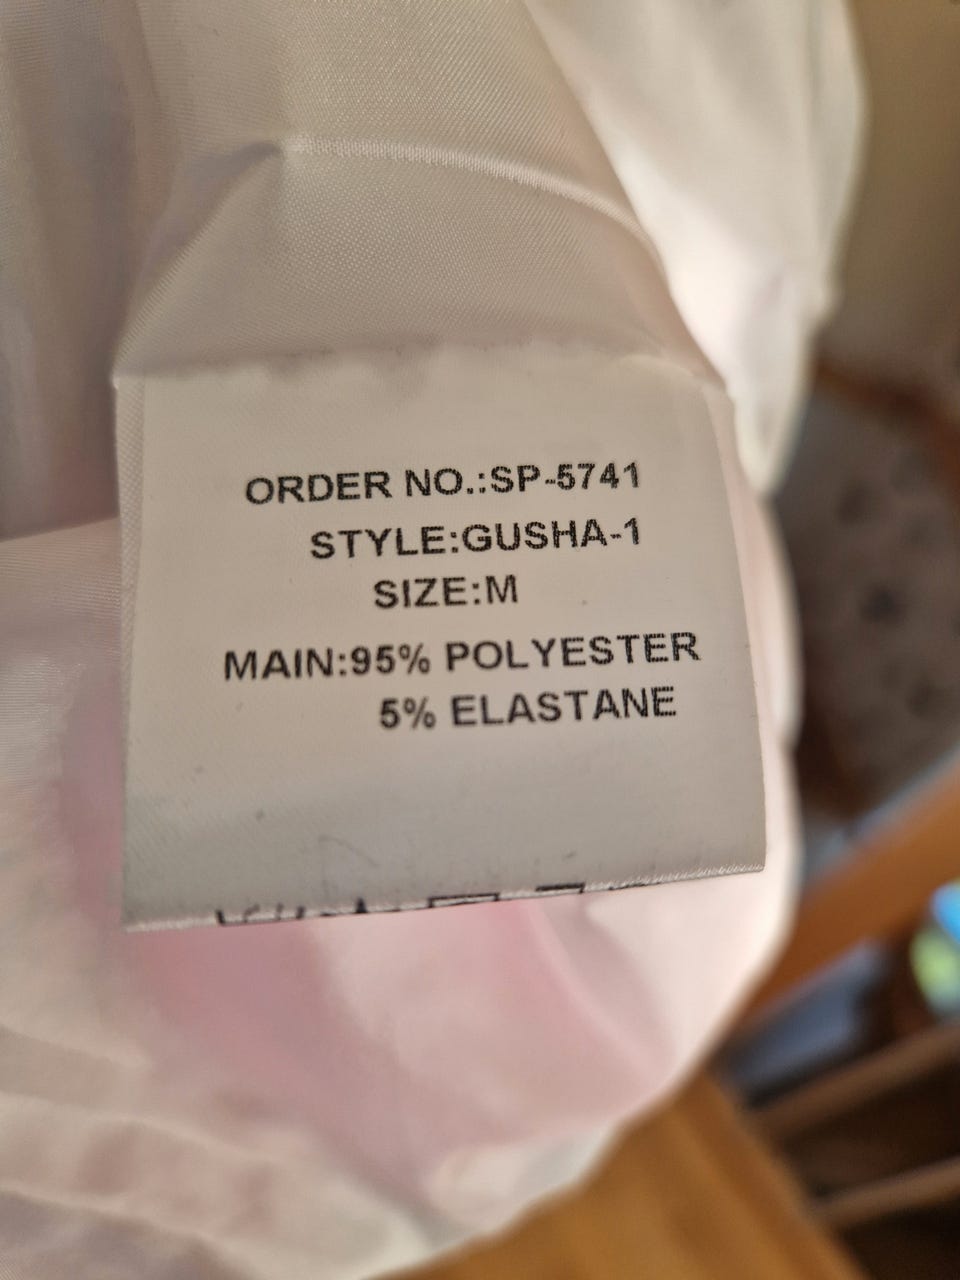 ORDER NO.:SP-5741
STYLE:GUSHA-1
SIZE:M
MAIN:95% POLYESTER
5% ELASTANE